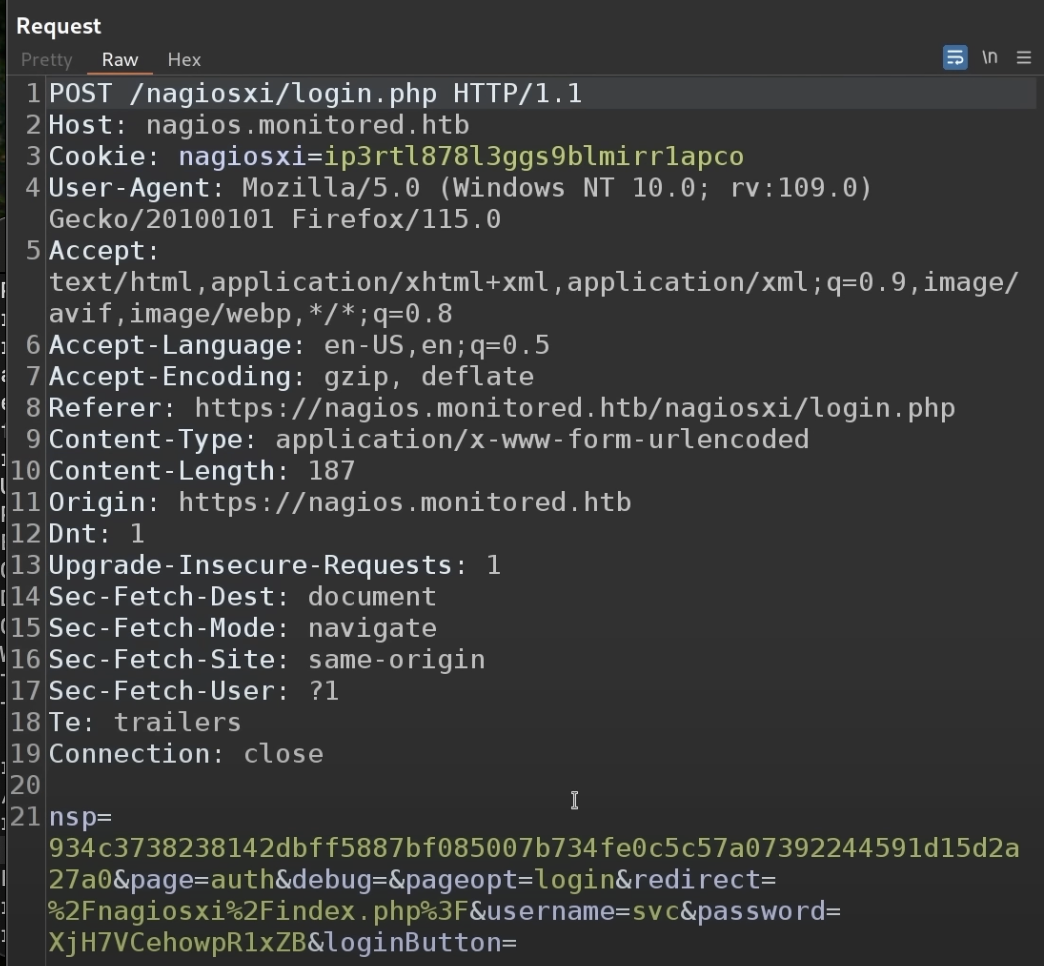 Request
Pretty Raw Hex \n
1 POST /nagiosxi/login.php HTTP/1.1
2 Host: nagios.monitored.htb
3 Cookie: nagiosxi=ip3rtl878l3ggs9blmirr1apco
4 User-Agent: Mozilla/5.0 (Windows NT 10.0; rv:109.0)
Gecko/20100101 Firefox/115.0
5 Accept:
text/html,application/xhtml+xml,application/xml;q=0.9,image/
avif,image/webp,*/*;q=0.8
6 Accept-Language: en-US,en;q=0.5
7 Accept-Encoding: gzip, deflate
8 Referer: https://nagios.monitored.htb/nagiosxi/login.php
9 Content-Type: application/x-www-form-urlencoded
10 Content-Length: 187
11 Origin: https://nagios.monitored.htb
12 Dnt: 1
13 Upgrade-Insecure-Requests: 1
14 Sec-Fetch-Dest: document
15 Sec-Fetch-Mode: navigate
16 Sec-Fetch-Site: same-origin
17 Sec-Fetch-User: ?1
18 Te: trailers
19 Connection: close
20
21 nsp=
934c3738238142dbff5887bf085007b734fe0c5c57a07392244591d15d2a
27a0&page=auth&debug=&pageopt=login&redirect=
%2Fnagiosxi%2Findex.php%3F&username=svc&password=
XjH7VCehowpR1xZB&loginButton=